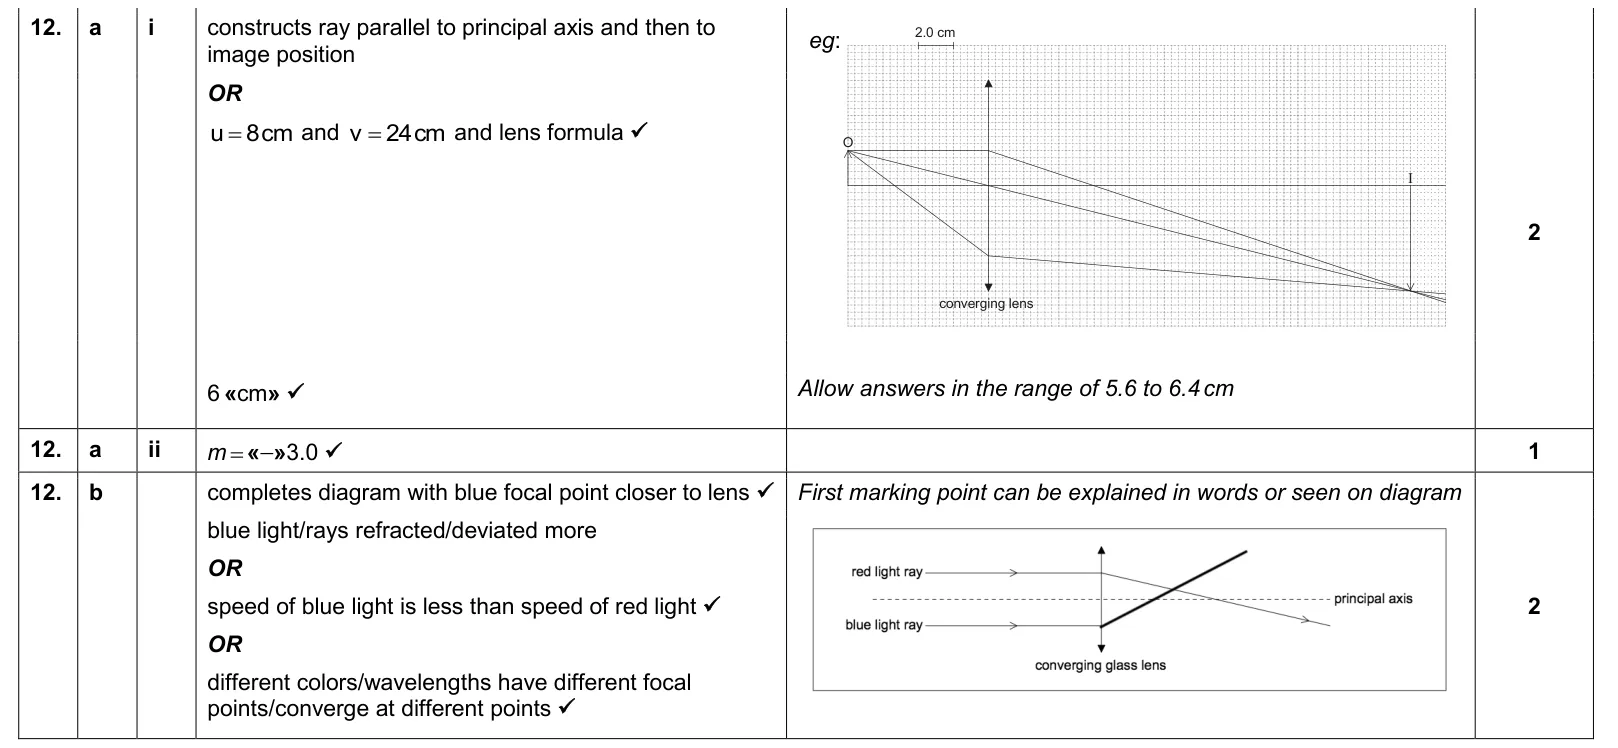 12. a i constructs ray parallel to principal axis and then to
image position
OR
u = 8 cm and v = 24 cm and lens formula ✓
6 «cm» ✓
eg:
2.0 cm
O
I
converging lens
Allow answers in the range of 5.6 to 6.4 cm
2
12. a ii m = «–»3.0 ✓ 1
12. b completes diagram with blue focal point closer to lens ✓
blue light/rays refracted/deviated more
OR
speed of blue light is less than speed of red light ✓
OR
different colors/wavelengths have different focal
points/converge at different points ✓
First marking point can be explained in words or seen on diagram
red light ray
principal axis
blue light ray
converging glass lens
2